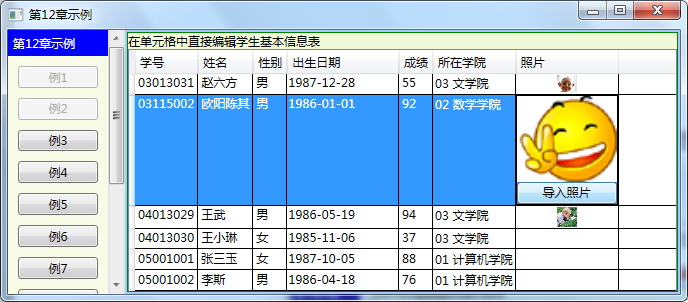 第12章示例
第12章示例
例1
例2
例3
例4
例5
例6
例7
在单元格中直接编辑学生基本信息表
学号 姓名 性别 出生日期 成绩 所在学院 照片
03013031 赵六方 男 1987-12-28 55 03 文学院
03115002 欧阳陈其 男 1986-01-01 92 02 数学学院
导入照片
04013029 王武 男 1986-05-19 94 03 文学院
04013030 王小琳 女 1985-11-06 37 03 文学院
05001001 张三玉 女 1987-10-05 88 01 计算机学院
05001002 李斯 男 1986-04-18 76 01 计算机学院